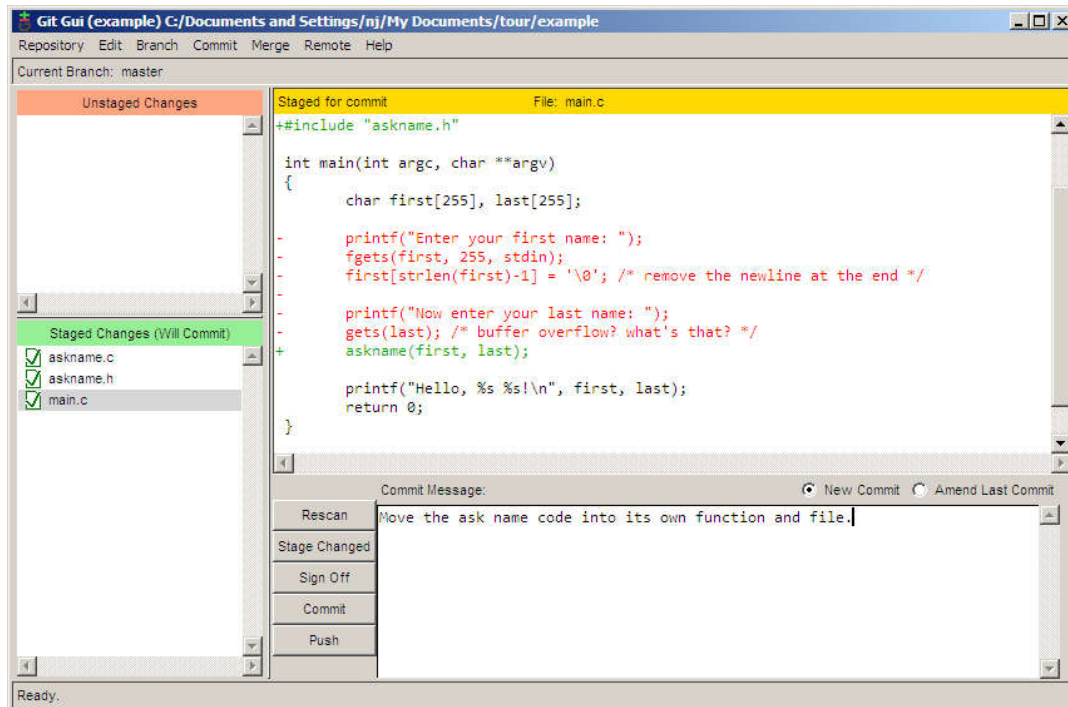 Git Gui (example) C:/Documents and Settings/nj/My Documents/tour/example
Repository Edit Branch Commit Merge Remote Help
Current Branch: master
Unstaged Changes
Staged Changes (Will Commit)
askname.c
askname.h
main.c
Staged for commit File: main.c
+#include "askname.h"
int main(int argc, char **argv)
{
char first[255], last[255];
- printf("Enter your first name: ");
- fgets(first, 255, stdin);
- first[strlen(first)-1] = '\0'; /* remove the newline at the end */
-
- printf("Now enter your last name: ");
- gets(last); /* buffer overflow? what's that? */
+ askname(first, last);
printf("Hello, %s %s!\n", first, last);
return 0;
}
Commit Message: New Commit Amend Last Commit
Rescan
Stage Changed
Sign Off
Commit
Push
Move the ask name code into its own function and file.
Ready.